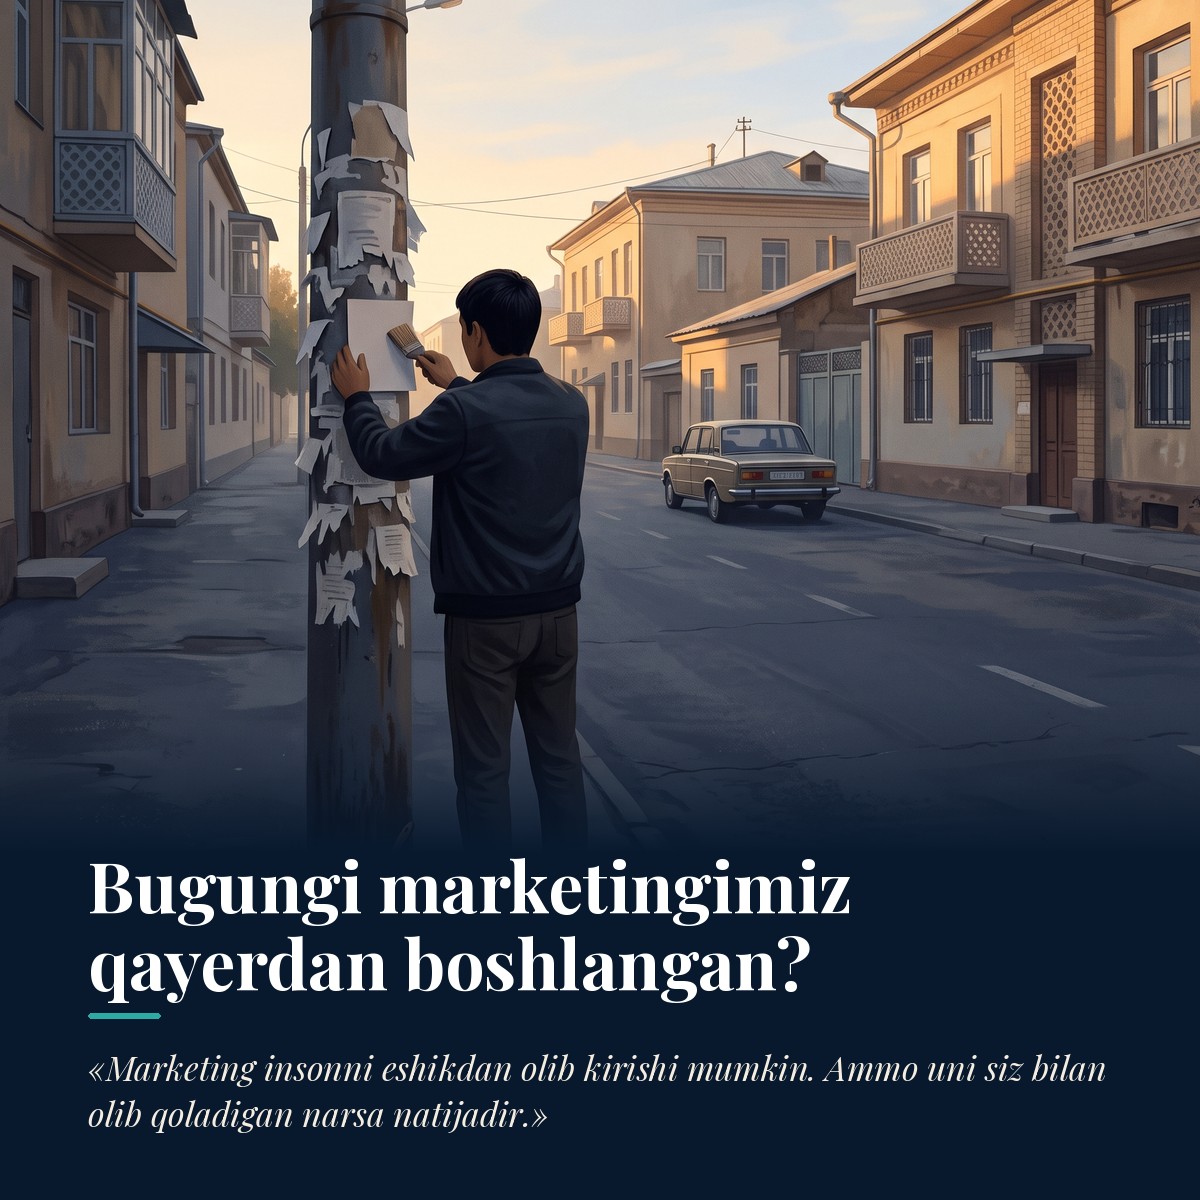 Bugungi marketingimiz
qayerdan boshlangan?
«Marketing insonni eshikdan olib kirishi mumkin. Ammo uni siz bilan
olib qoladigan narsa natijadir.»